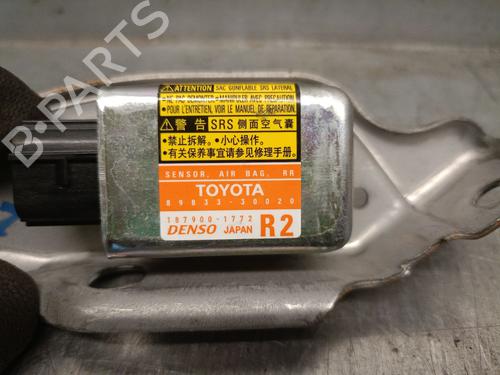 ATTENTION SAC GONFLABLE SRS LATERAL
•NE PAS DEMONTER •MANIPULER AVEC PRECAUTION
•POUR L'ENTRETIEN, VOIR LE MANUEL DE REPARATION
警告 SRS 侧面空气囊
•禁止拆解。•小心操作。
•有关保养事宜请参见修理手册.
SENSOR, AIR BAG, RR
TOYOTA
89833-30020
187900-1772
DENSO JAPAN R2
B-PARTS